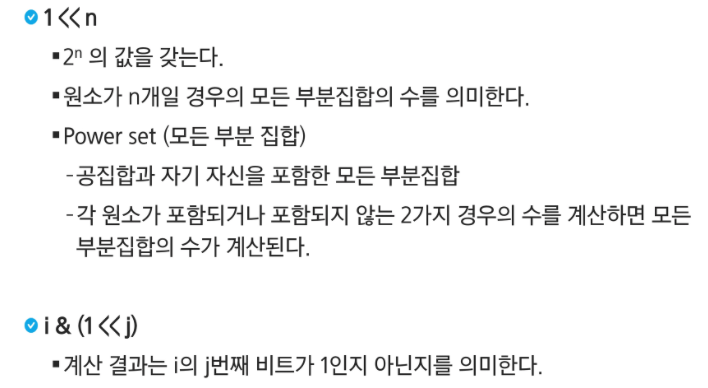 1<<n
▪2ⁿ 의 값을 갖는다.
▪원소가 n개일 경우의 모든 부분집합의 수를 의미한다.
▪Power set (모든 부분 집합)
-공집합과 자기 자신을 포함한 모든 부분집합
-각 원소가 포함되거나 포함되지 않는 2가지 경우의 수를 계산하면 모든
부분집합의 수가 계산된다.
i & (1<<j)
▪계산 결과는 i의 j번째 비트가 1인지 아닌지를 의미한다.